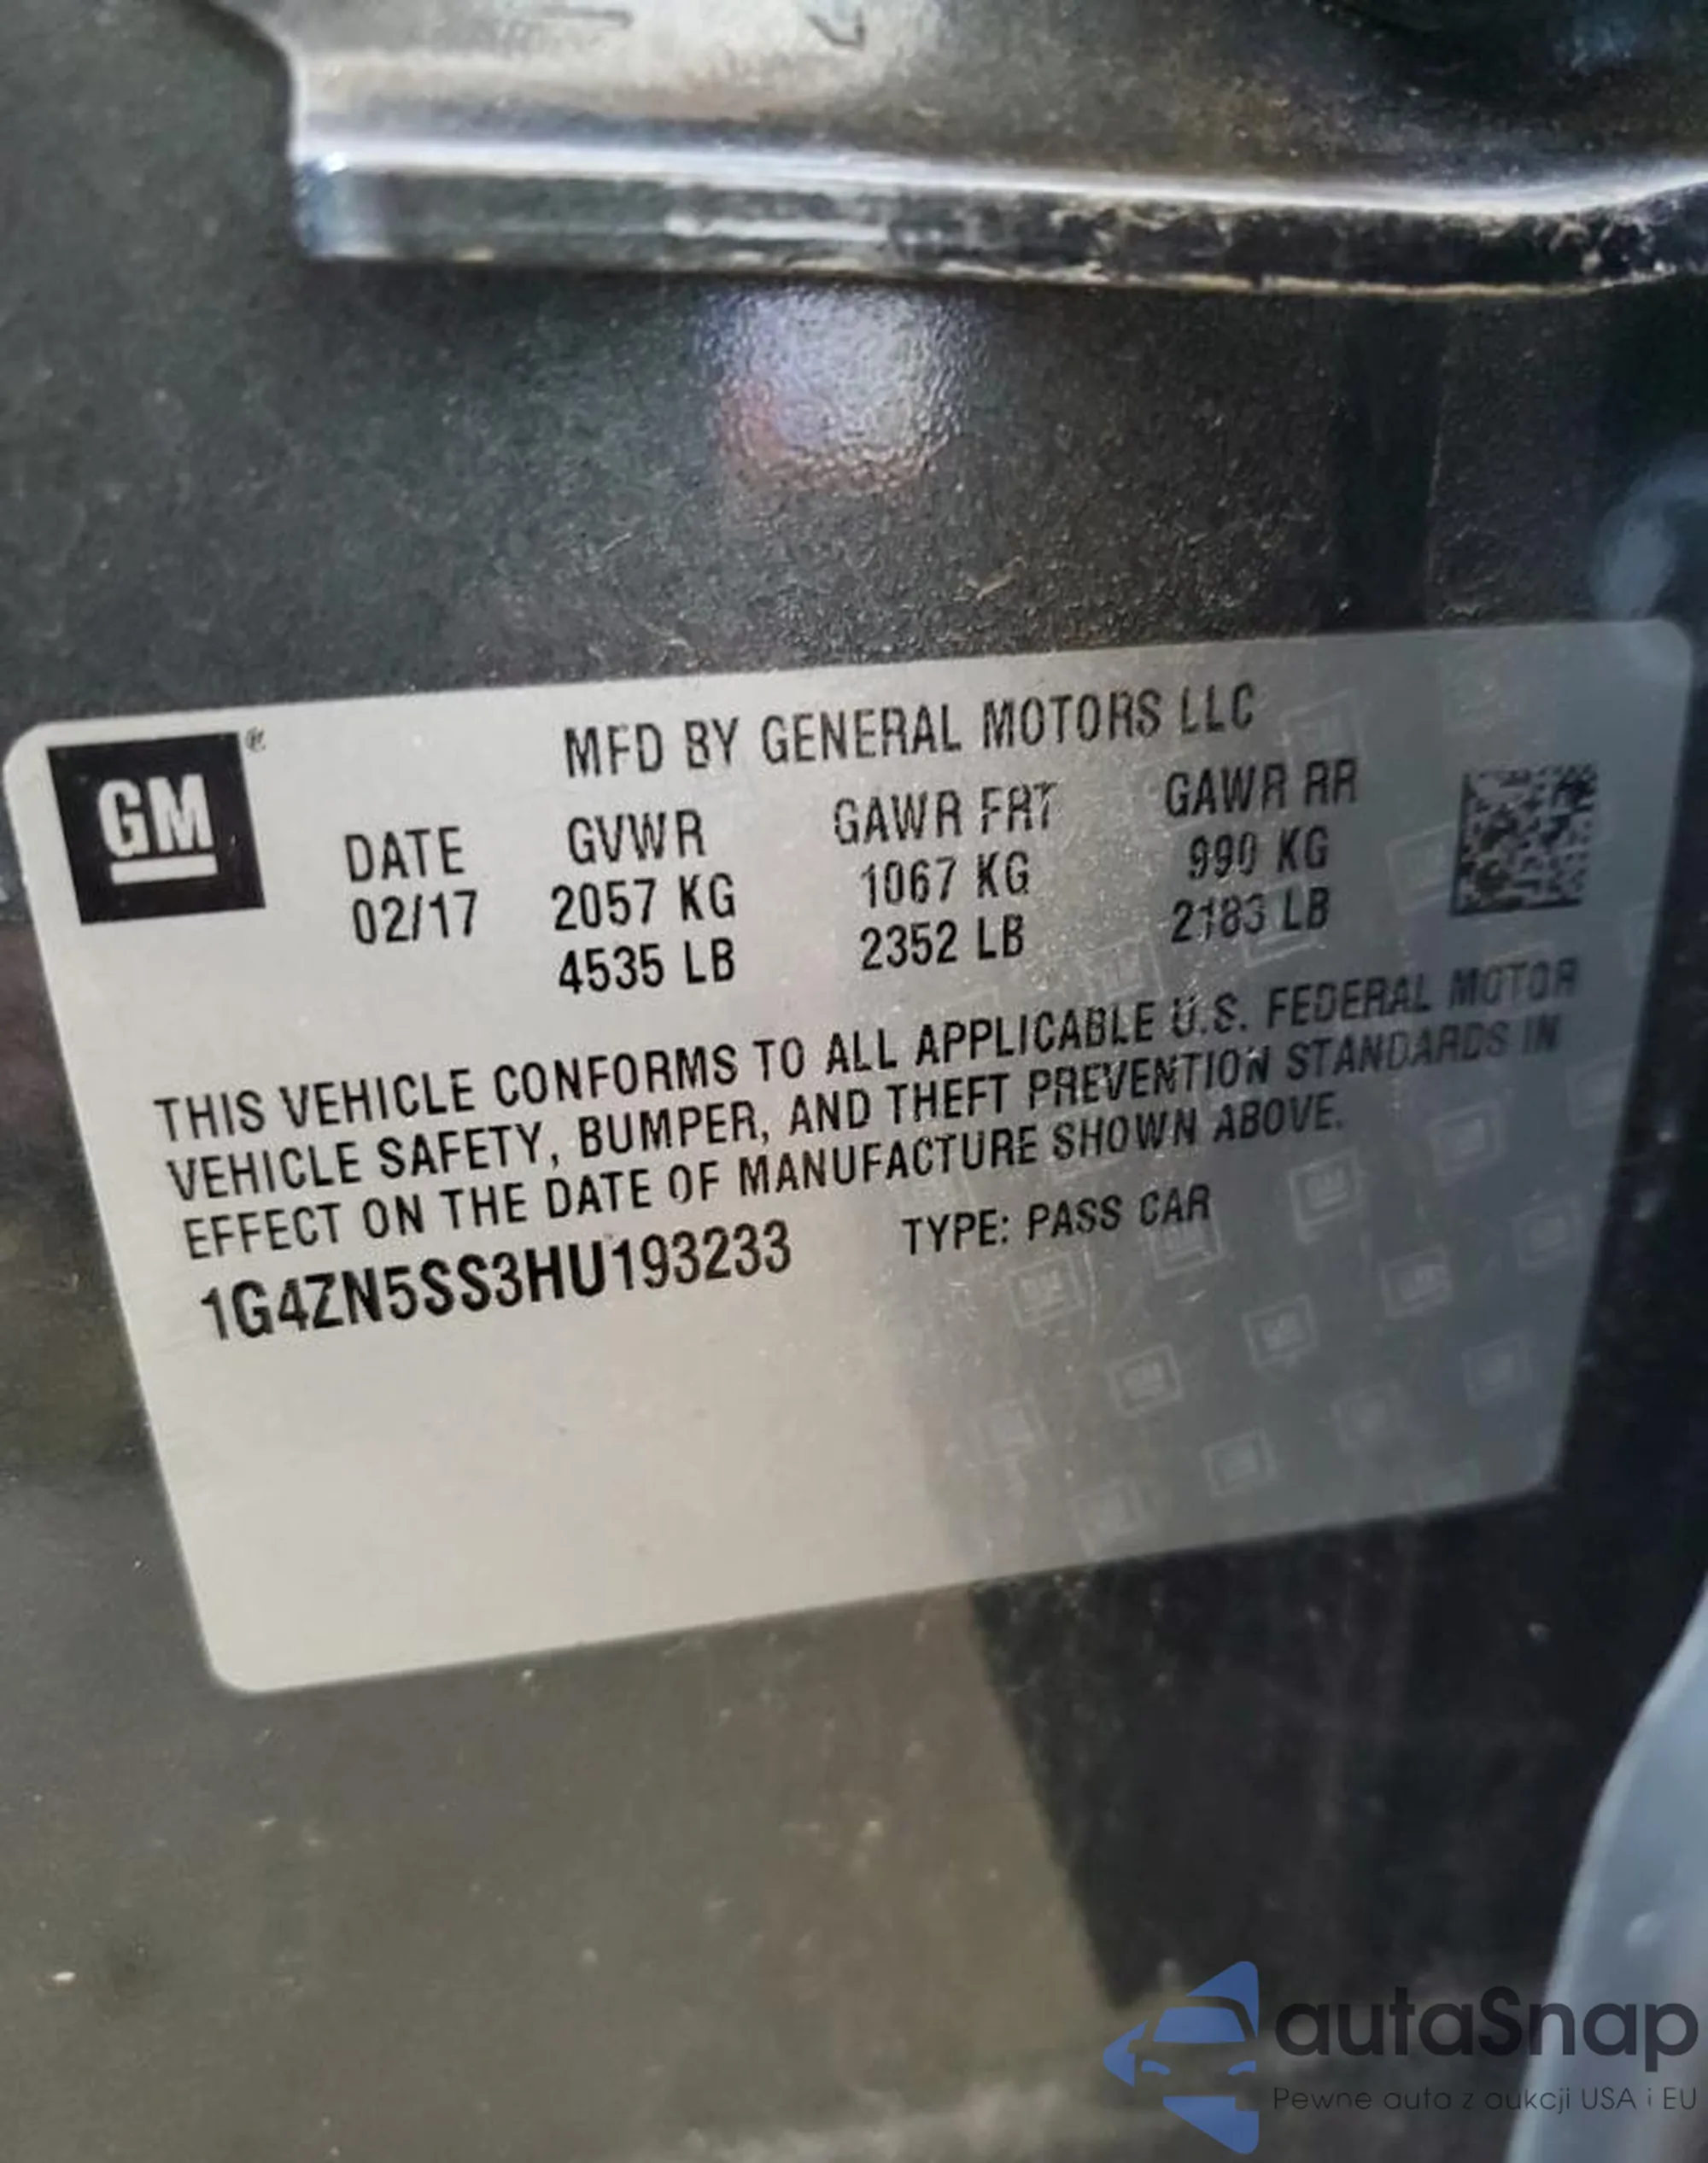 GM®
MFD BY GENERAL MOTORS LLC
DATE GVWR GAWR FRT GAWR RR
02/17 2057 KG 1067 KG 990 KG
4535 LB 2352 LB 2183 LB
THIS VEHICLE CONFORMS TO ALL APPLICABLE U.S. FEDERAL MOTOR
VEHICLE SAFETY, BUMPER, AND THEFT PREVENTION STANDARDS IN
EFFECT ON THE DATE OF MANUFACTURE SHOWN ABOVE.
1G4ZN5SS3HU193233 TYPE: PASS CAR
autaSnap
Pewne auta z aukcji USA i EU